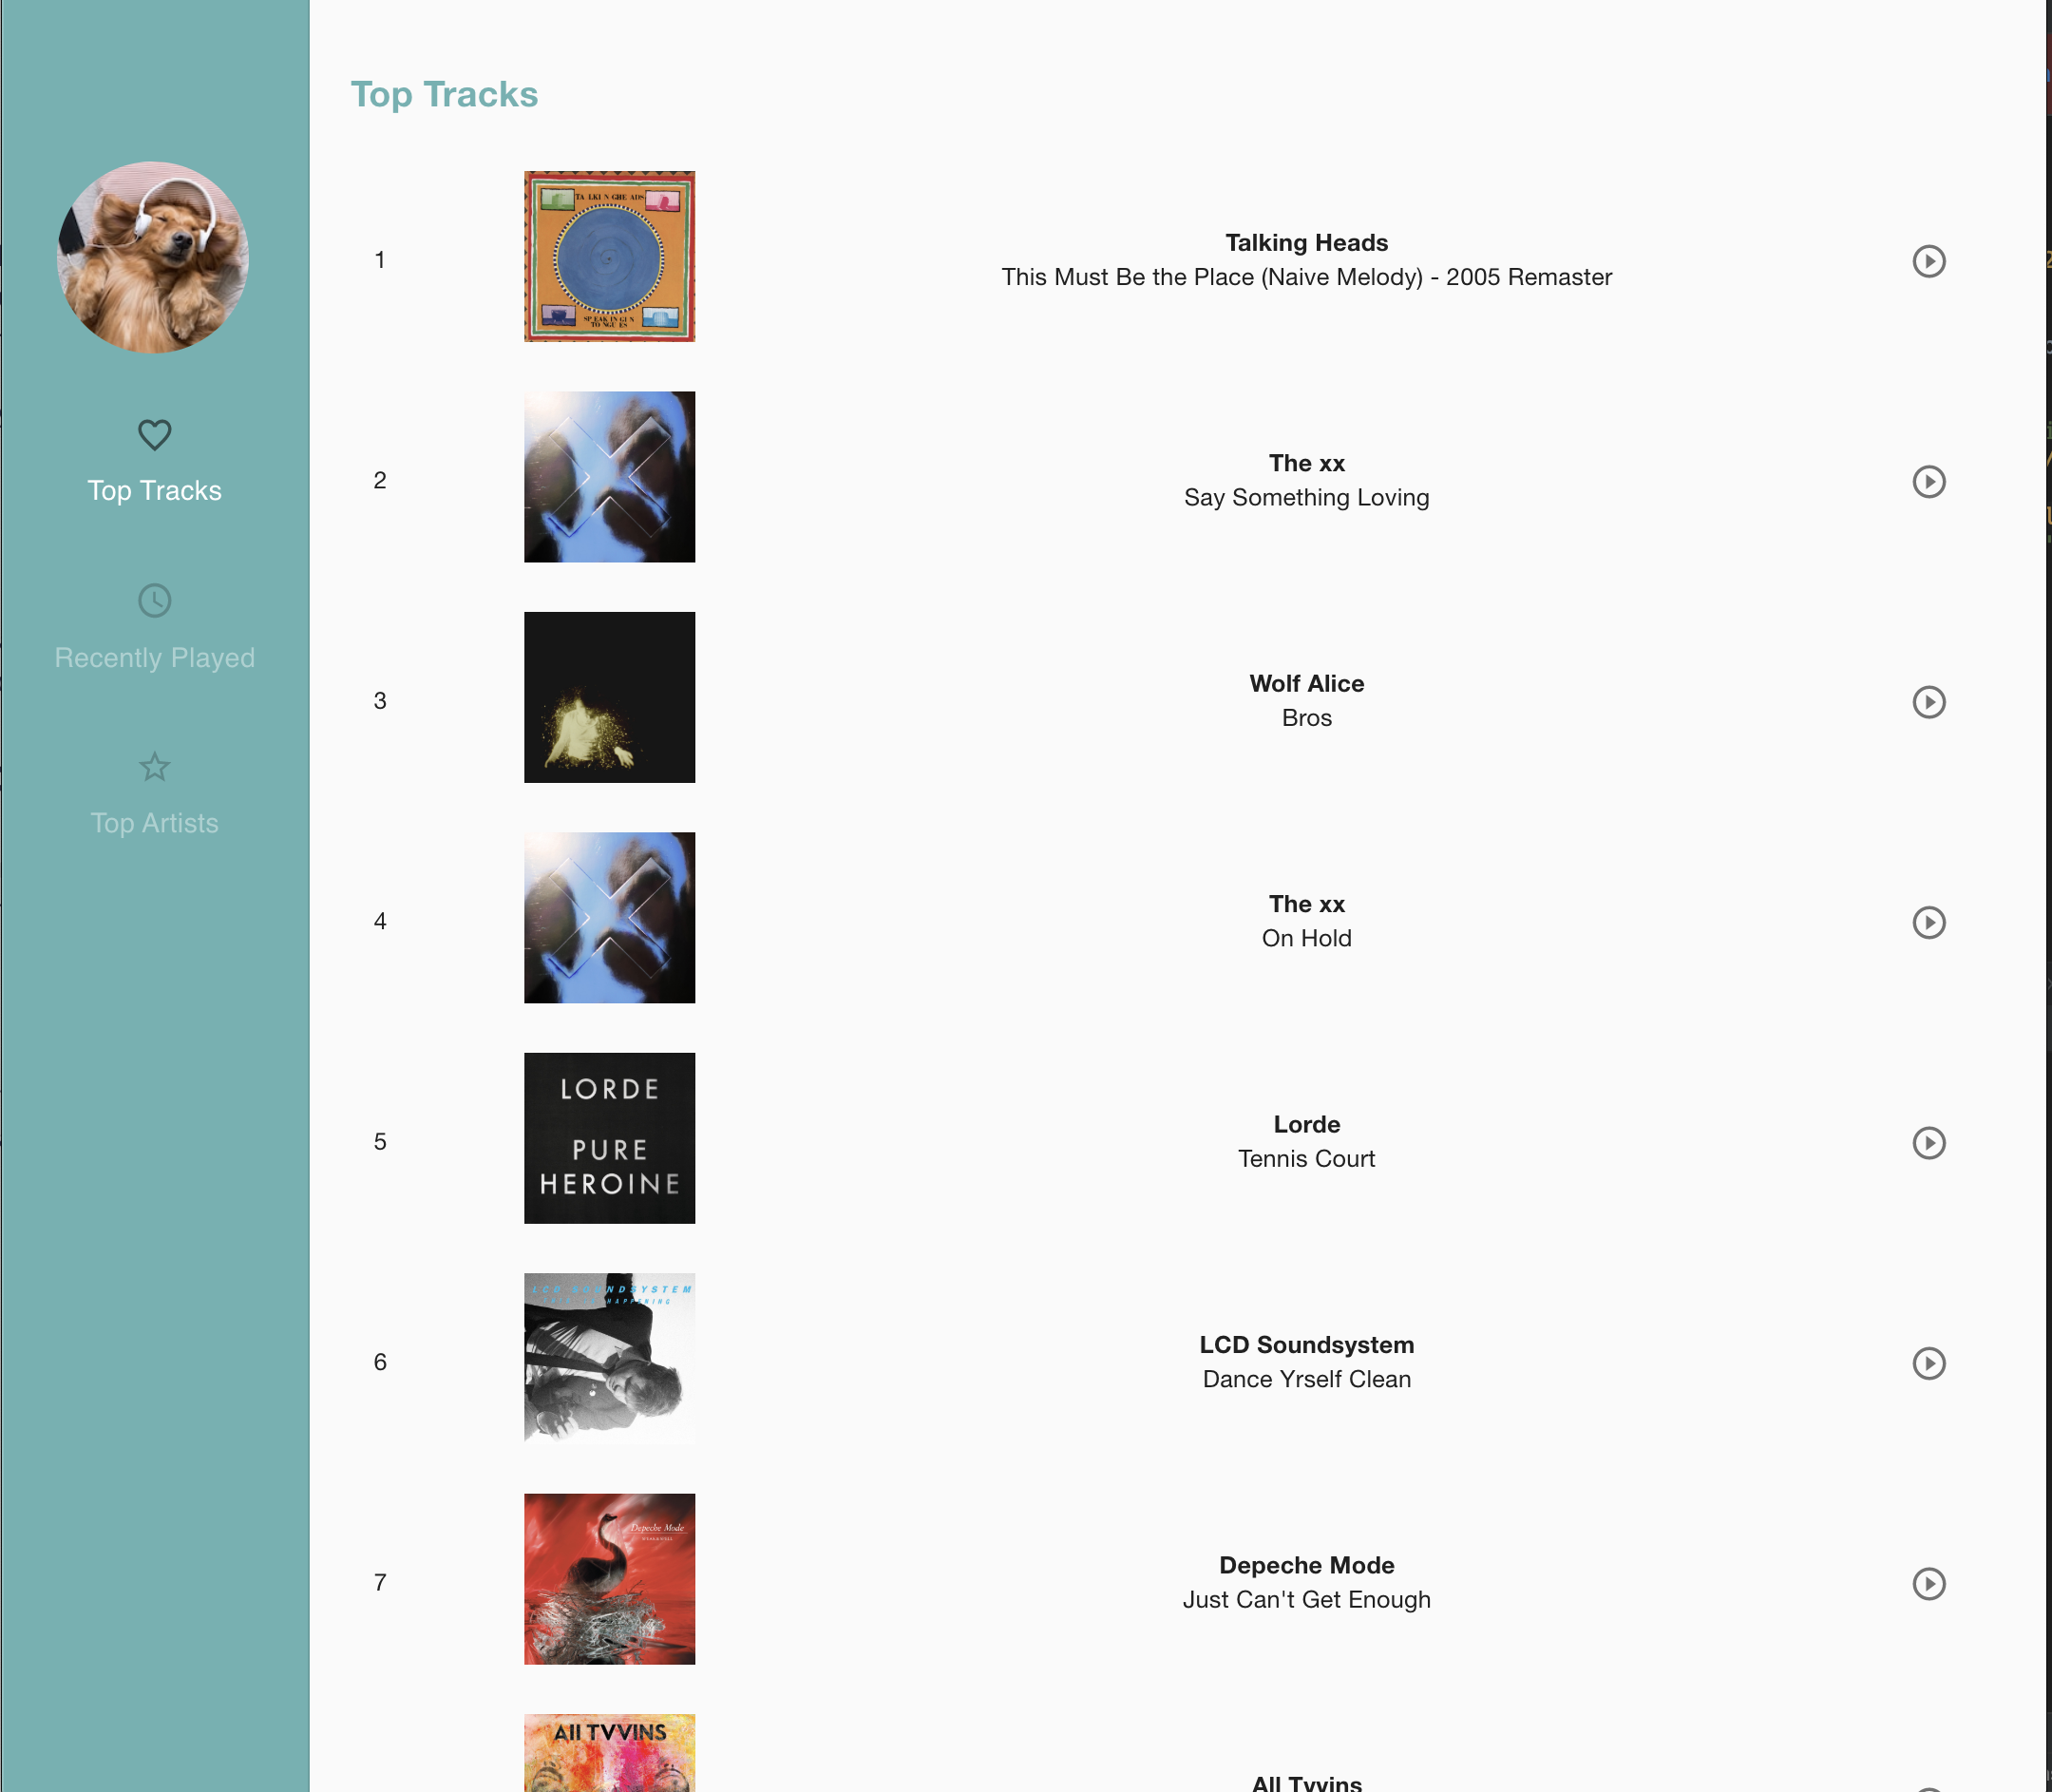 Top Tracks
Top Tracks
Recently Played
Top Artists
1
TA LKI N GHE ADS
SP EAK IN GI N
TO NGU ES
Talking Heads
This Must Be the Place (Naive Melody) - 2005 Remaster
2
The xx
Say Something Loving
3
Wolf Alice
Bros
4
The xx
On Hold
5
LORDE
PURE
HEROINE
Lorde
Tennis Court
6
LCD SOUNDSYSTEM
HAPPENING
LCD Soundsystem
Dance Yrself Clean
7
Depeche Mode
Depeche Mode
Just Can't Get Enough
All TVVINS
All Tvvins